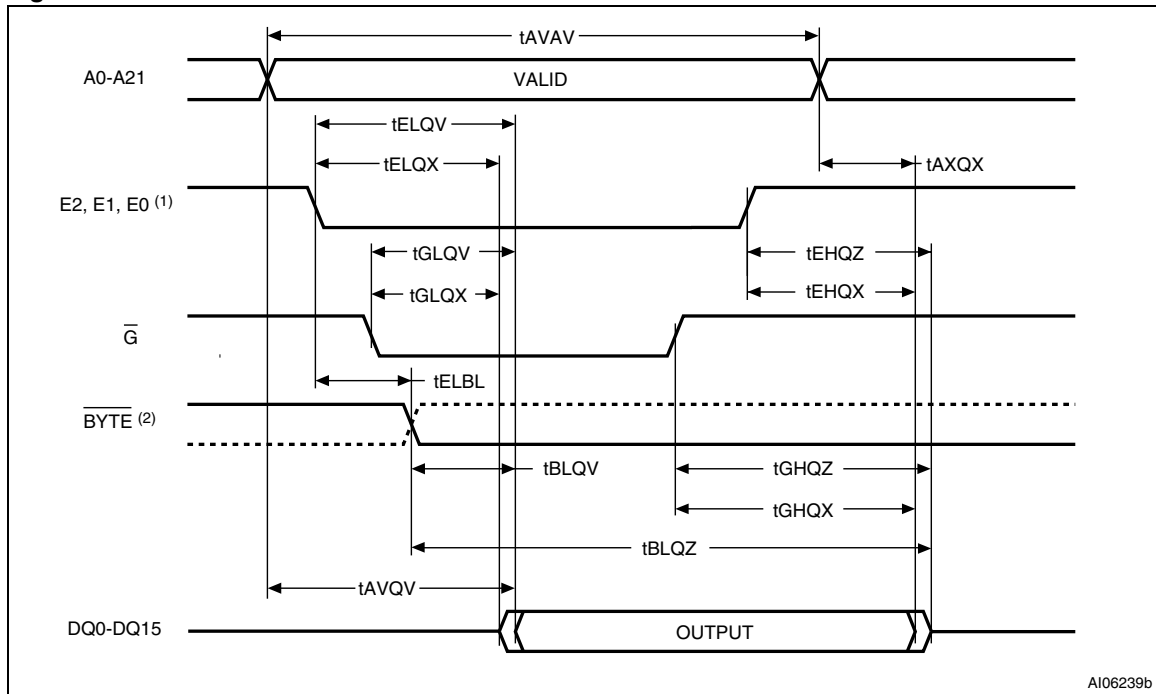 tAVAV
A0-A21
VALID
tELQV
tELQX
tAXQX
E2, E1, E0 (1)
tGLQV
tEHQZ
tGLQX
tEHQX
G
tELBL
BYTE (2)
tBLQV
tGHQZ
tGHQX
tBLQZ
tAVQV
DQ0-DQ15
OUTPUT
AI06239b